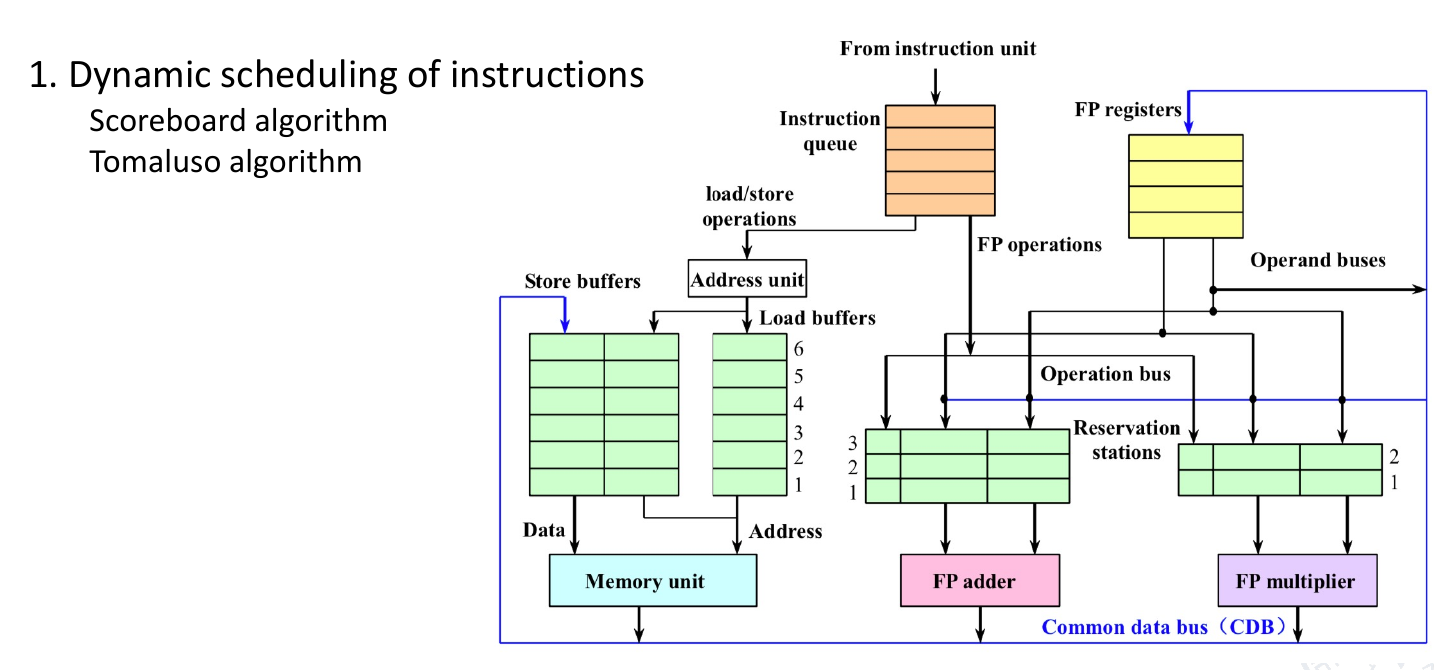 1. Dynamic scheduling of instructions
Scoreboard algorithm
Tomaluso algorithm
From instruction unit
Instruction
queue
FP registers
load/store
operations
FP operations
Operand buses
Store buffers
Address unit
Load buffers
6
5
4
3
2
1
Operation bus
Reservation
stations
3
2
1
2
1
Data
Address
Memory unit
FP adder
FP multiplier
Common data bus（CDB）